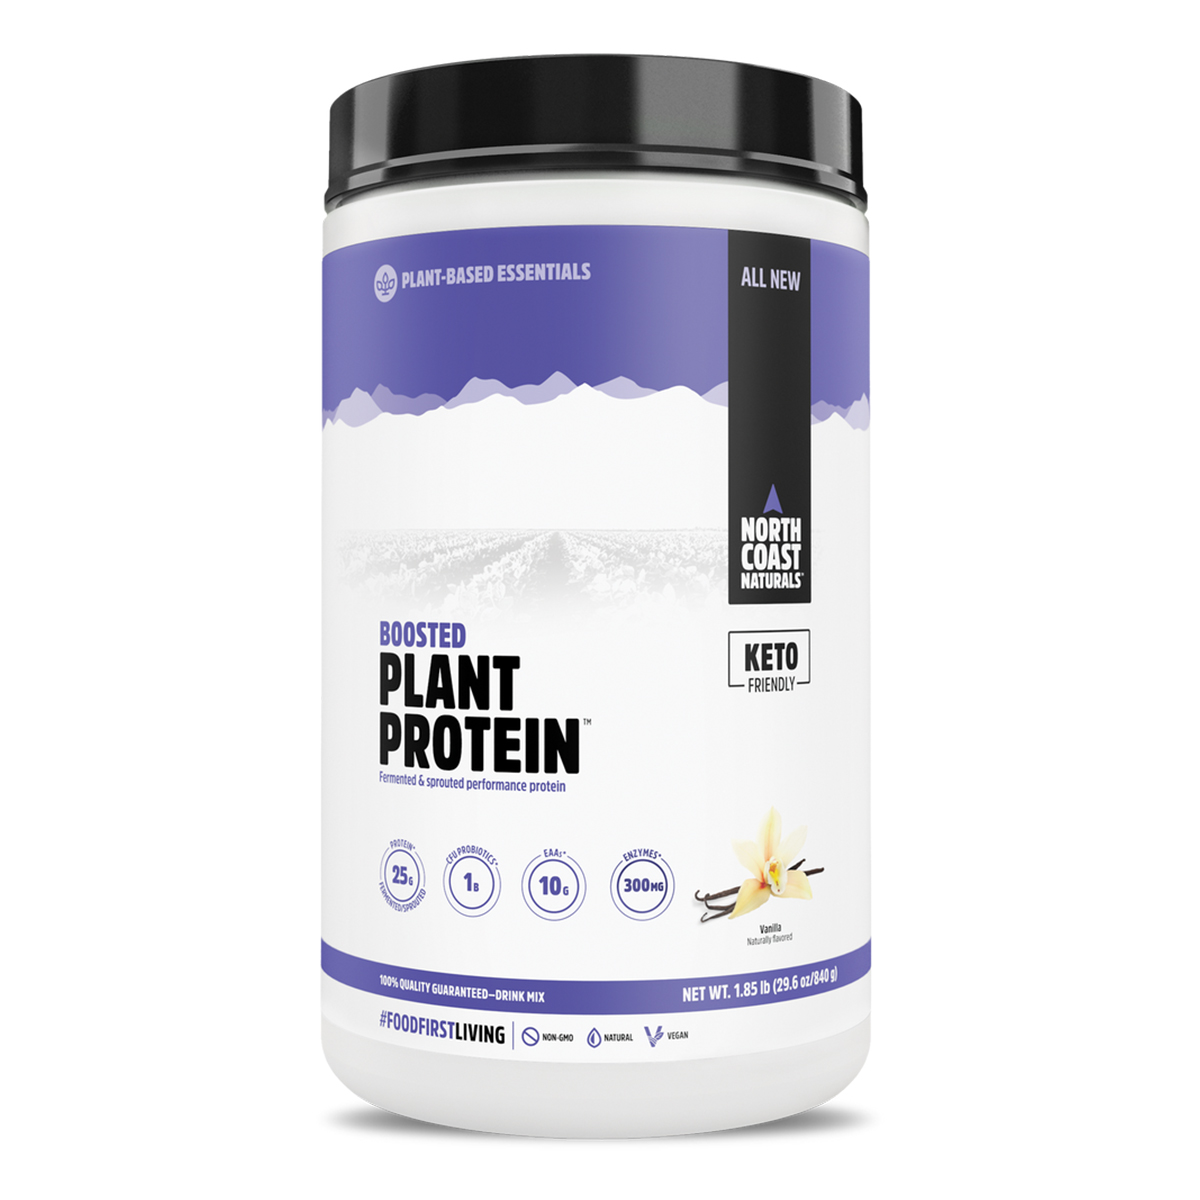 PLANT-BASED ESSENTIALS
ALL NEW
NORTH
COAST
NATURALS
KETO
FRIENDLY
BOOSTED
PLANT
PROTEIN™
Fermented & sprouted performance protein
PROTEIN*
25G
FERMENTED/SPROUTED
CFU PROBIOTICS*
1B
EAAs*
10G
ENZYMES*
300MG
Vanilla
Naturally flavored
100% QUALITY GUARANTEED–DRINK MIX
NET WT. 1.85 lb (29.6 oz/840 g)
#FOODFIRSTLIVING
NON-GMO
NATURAL
VEGAN